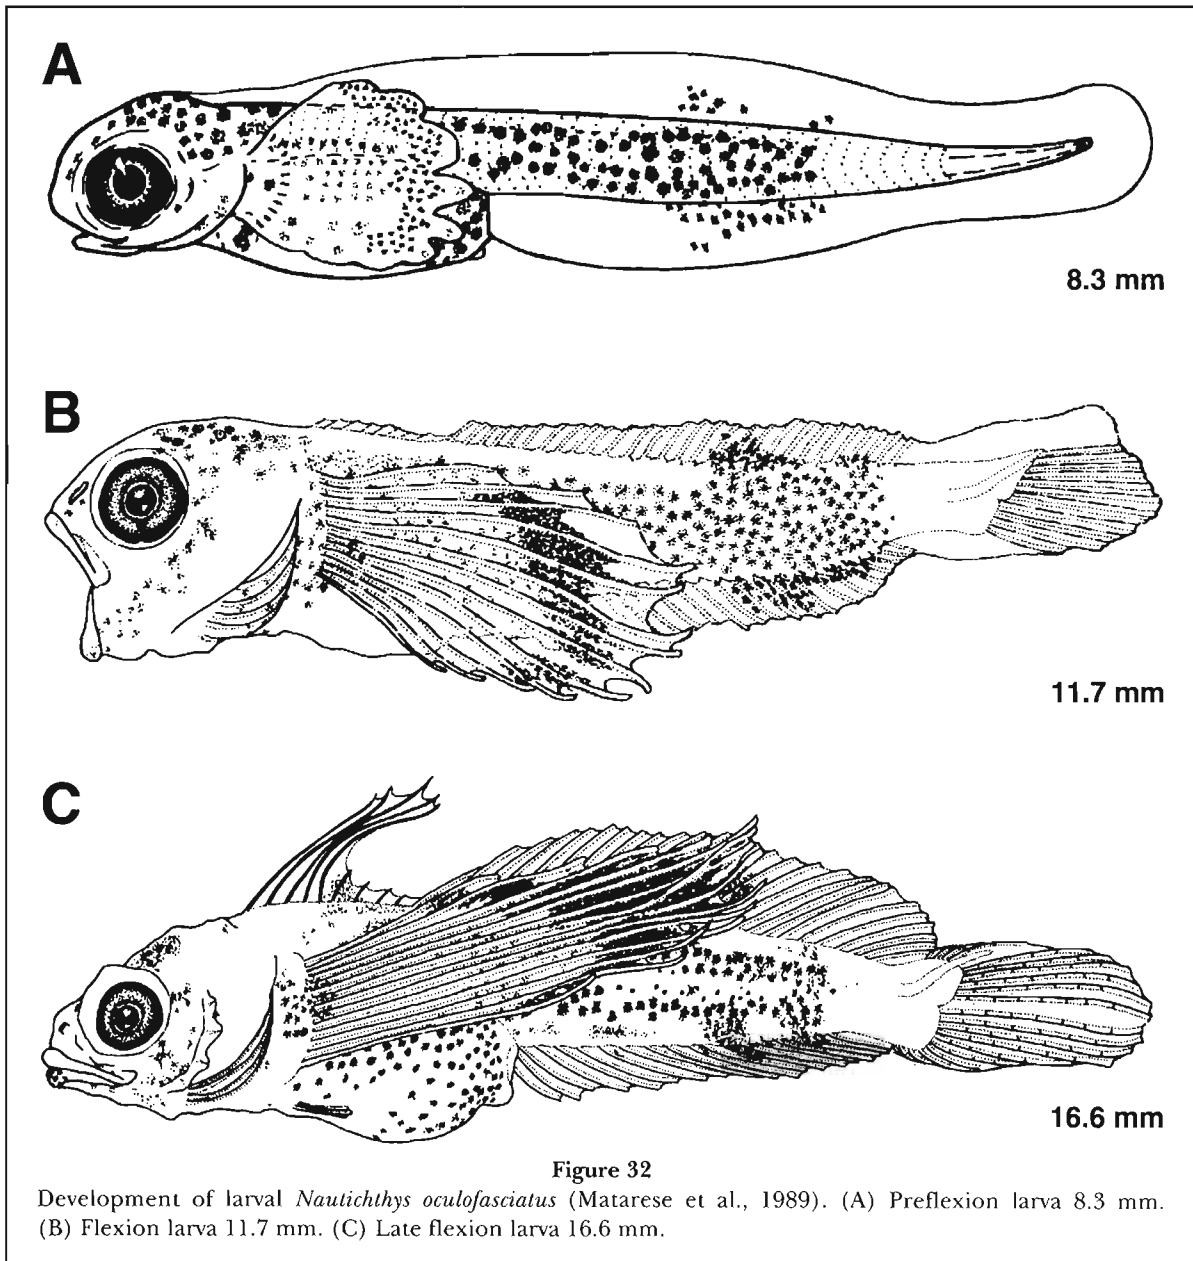 A
8.3 mm
B
11.7 mm
C
16.6 mm
Figure 32
Development of larval Nautichthys oculofasciatus (Matarese et al., 1989). (A) Preflexion larva 8.3 mm.
(B) Flexion larva 11.7 mm. (C) Late flexion larva 16.6 mm.